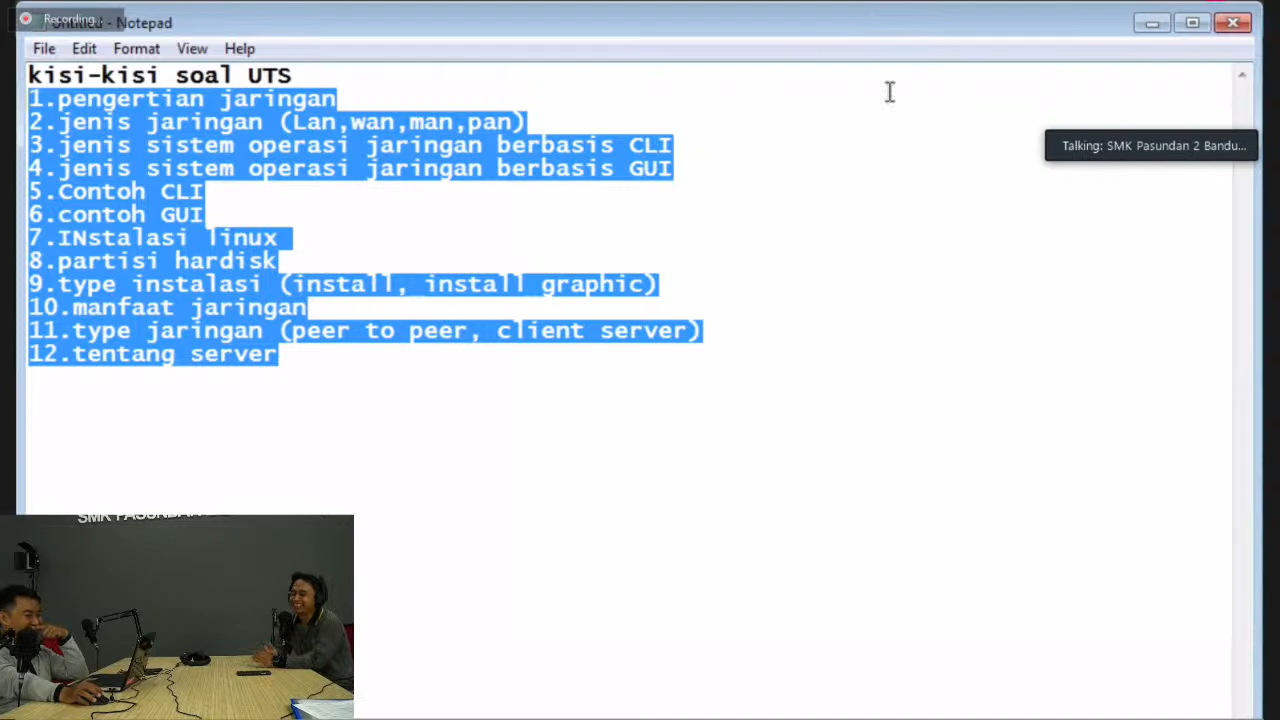 Recording...
Untitled - Notepad
File Edit Format View Help
kisi-kisi soal UTS
1.pengertian jaringan
2.jenis jaringan (Lan,wan,man,pan)
3.jenis sistem operasi jaringan berbasis CLI
4.jenis sistem operasi jaringan berbasis GUI
5.Contoh CLI
6.contoh GUI
7.INstalasi linux
8.partisi hardisk
9.type instalasi (install, install graphic)
10.manfaat jaringan
11.type jaringan (peer to peer, client server)
12.tentang server
Talking: SMK Pasundan 2 Bandu...
SMK PASUNDAN